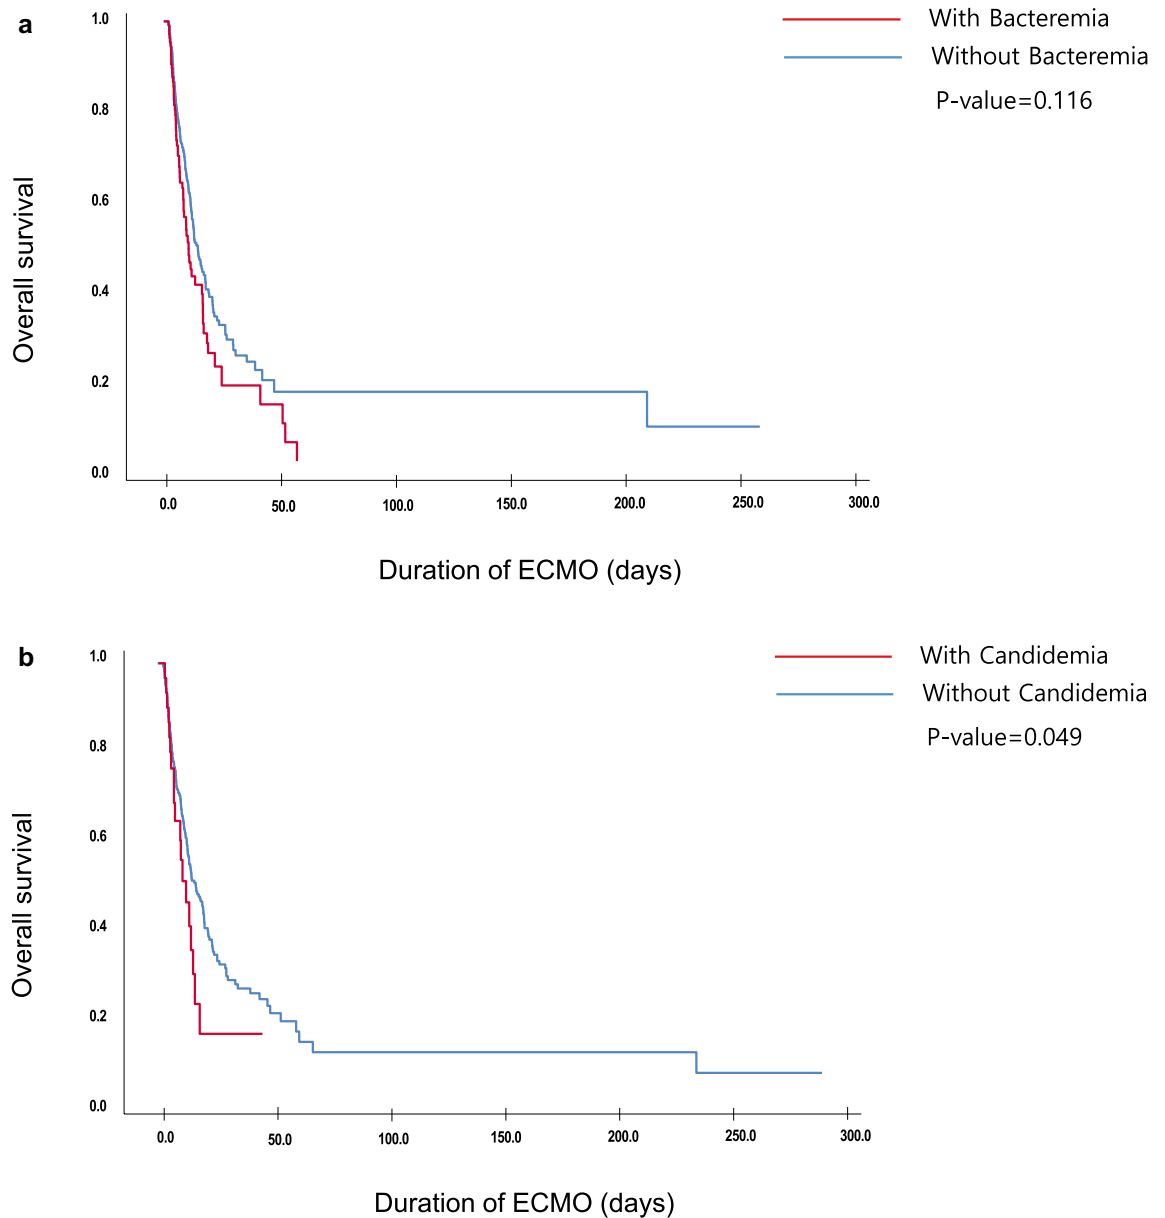 a
With Bacteremia
Without Bacteremia
P-value=0.116
Overall survival
1.0
0.8
0.6
0.4
0.2
0.0
0.0 50.0 100.0 150.0 200.0 250.0 300.0
Duration of ECMO (days)
b
With Candidemia
Without Candidemia
P-value=0.049
Overall survival
1.0
0.8
0.6
0.4
0.2
0.0
0.0 50.0 100.0 150.0 200.0 250.0 300.0
Duration of ECMO (days)